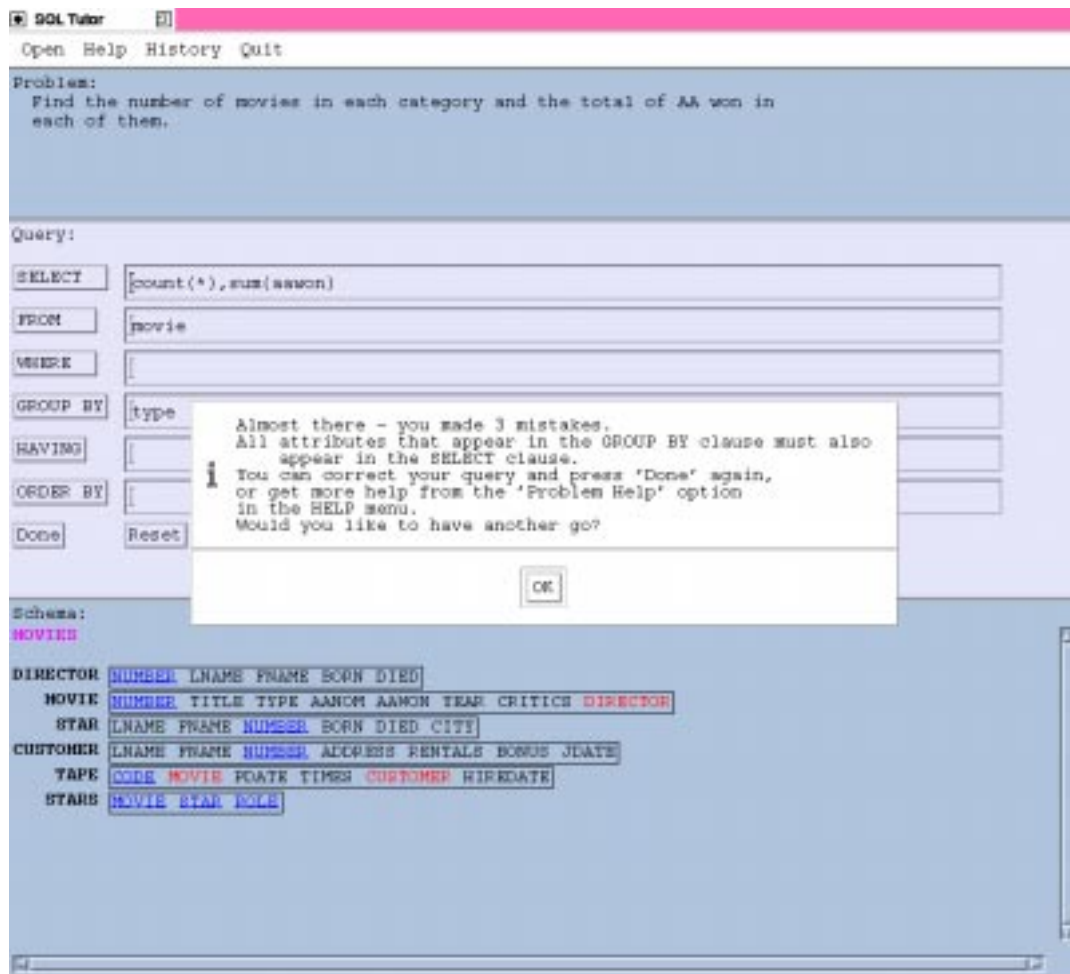 SQL Tutor
Open Help History Quit
Problem:
Find the number of movies in each category and the total of AA won in
each of them.
Query:
SELECT count(*),sum(aawon)
FROM movie
WHERE
GROUP BY type
HAVING
ORDER BY
Done Reset
Almost there - you made 3 mistakes.
All attributes that appear in the GROUP BY clause must also
appear in the SELECT clause.
You can correct your query and press 'Done' again,
or get more help from the 'Problem Help' option
in the HELP menu.
Would you like to have another go?
OK
Schema:
MOVIES
DIRECTOR NUMBER LNAME FNAME BORN DIED
MOVIE NUMBER TITLE TYPE AANOM AAWON YEAR CRITICS DIRECTOR
STAR LNAME FNAME NUMBER BORN DIED CITY
CUSTOMER LNAME FNAME NUMBER ADDRESS RENTALS BONUS JDATE
TAPE CODE MOVIE PDATE TIMES CUSTOMER HIREDATE
STARS MOVIE STAR ROLE